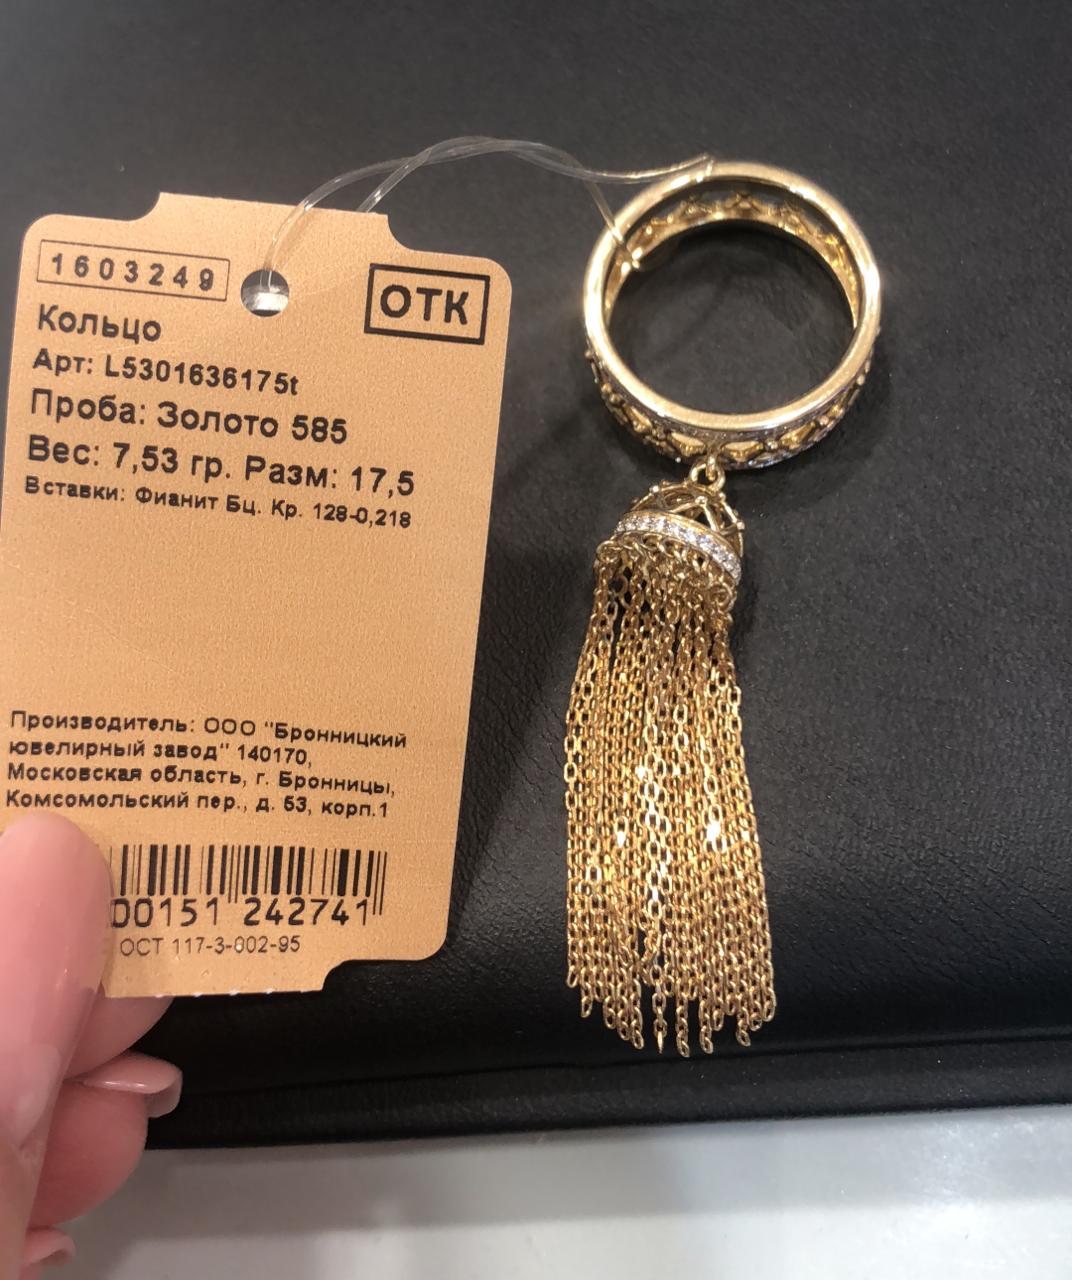 1603249
ОТК
Кольцо
Арт: L5301636175t
Проба: Золото 585
Вес: 7,53 гр. Разм: 17,5
Вставки: Фианит Бц. Кр. 128-0,218
Производитель: ООО "Бронницкий
ювелирный завод" 140170,
Московская область, г. Бронницы,
Комсомольский пер., д. 53, корп.1
00151 242741
ОСТ 117-3-002-95